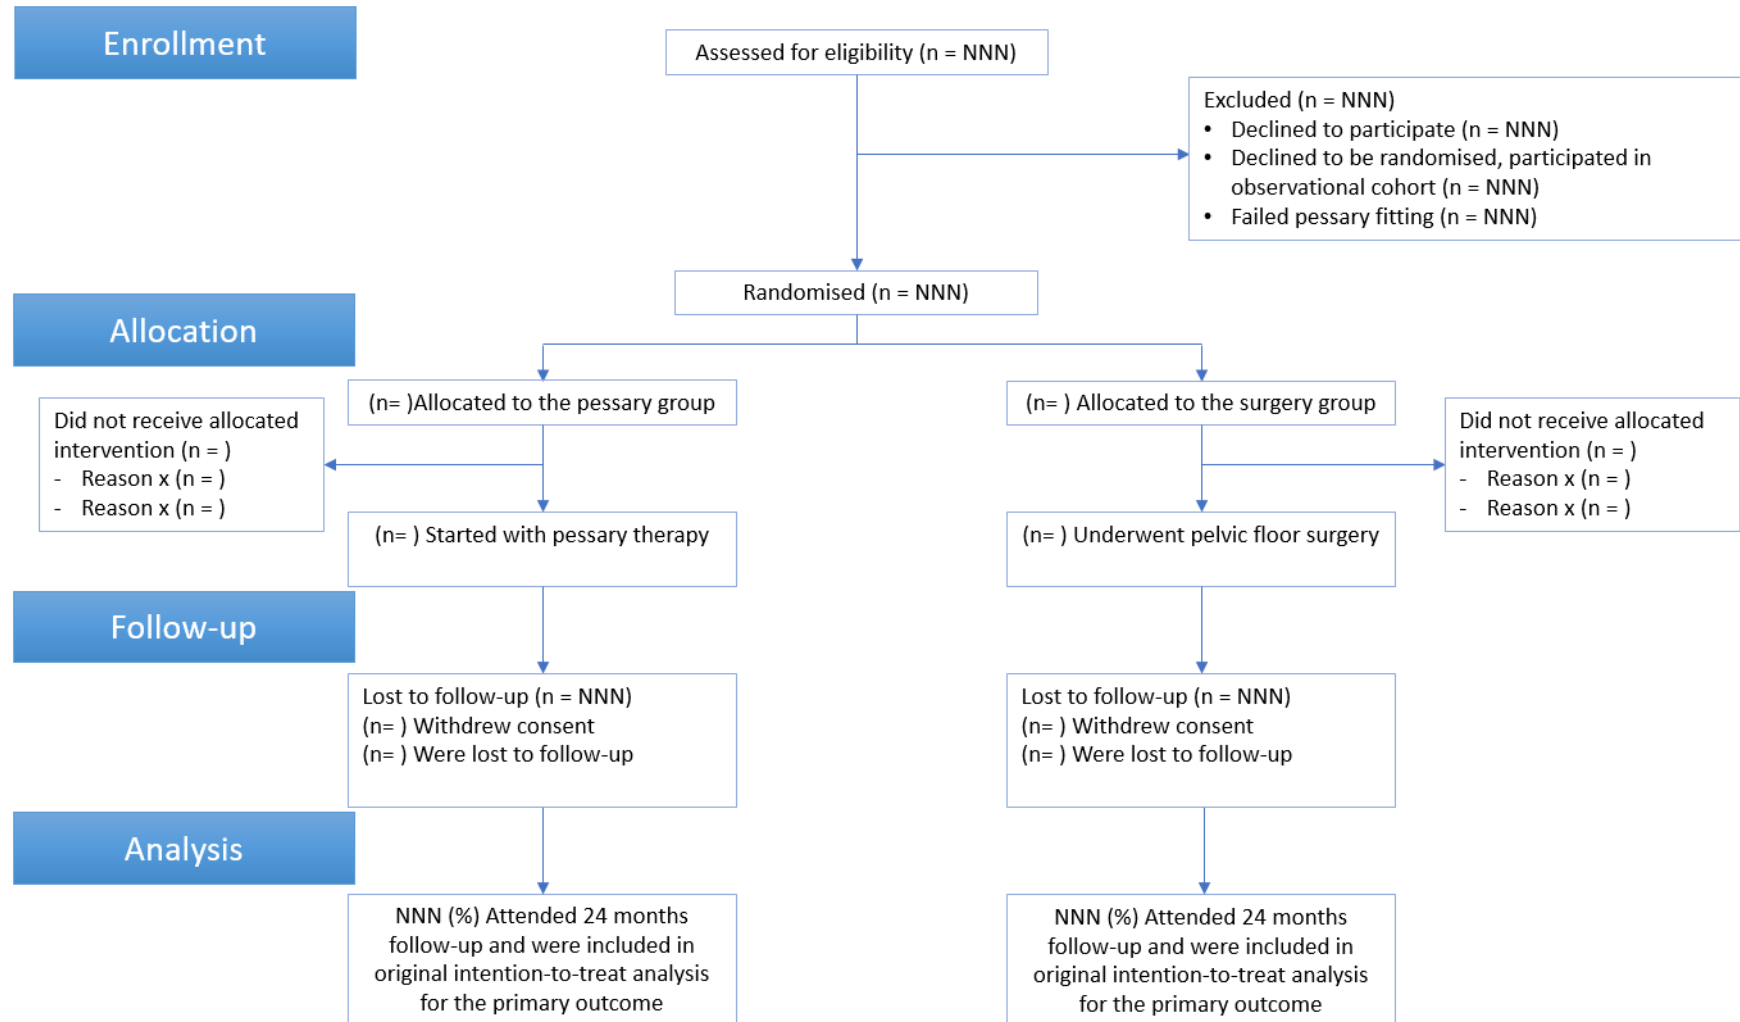 Enrollment
Assessed for eligibility (n = NNN)
Excluded (n = NNN)
• Declined to participate (n = NNN)
• Declined to be randomised, participated in
observational cohort (n = NNN)
• Failed pessary fitting (n = NNN)
Randomised (n = NNN)
Allocation
(n= )Allocated to the pessary group
(n= ) Allocated to the surgery group
Did not receive allocated
intervention (n = )
- Reason x (n = )
- Reason x (n = )
Did not receive allocated
intervention (n = )
- Reason x (n = )
- Reason x (n = )
(n= ) Started with pessary therapy
(n= ) Underwent pelvic floor surgery
Follow-up
Lost to follow-up (n = NNN)
(n= ) Withdrew consent
(n= ) Were lost to follow-up
Lost to follow-up (n = NNN)
(n= ) Withdrew consent
(n= ) Were lost to follow-up
Analysis
NNN (%) Attended 24 months
follow-up and were included in
original intention-to-treat analysis
for the primary outcome
NNN (%) Attended 24 months
follow-up and were included in
original intention-to-treat analysis
for the primary outcome